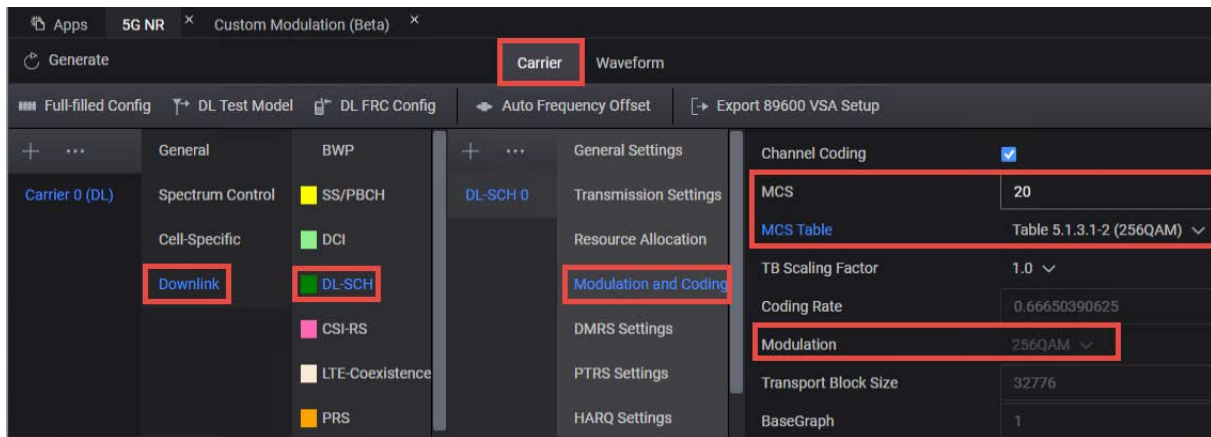 Apps 5G NR × Custom Modulation (Beta) ×
Generate Carrier Waveform
Full-filled Config DL Test Model DL FRC Config Auto Frequency Offset Export 89600 VSA Setup
+ ... General BWP + ... General Settings Channel Coding
Carrier 0 (DL) Spectrum Control SS/PBCH DL-SCH 0 Transmission Settings MCS 20
Cell-Specific DCI Resource Allocation MCS Table Table 5.1.3.1-2 (256QAM)
Downlink DL-SCH Modulation and Coding TB Scaling Factor 1.0
CSI-RS DMRS Settings Coding Rate 0.66650390625
LTE-Coexistence PTRS Settings Modulation 256QAM
PRS HARQ Settings Transport Block Size 32776
BaseGraph 1